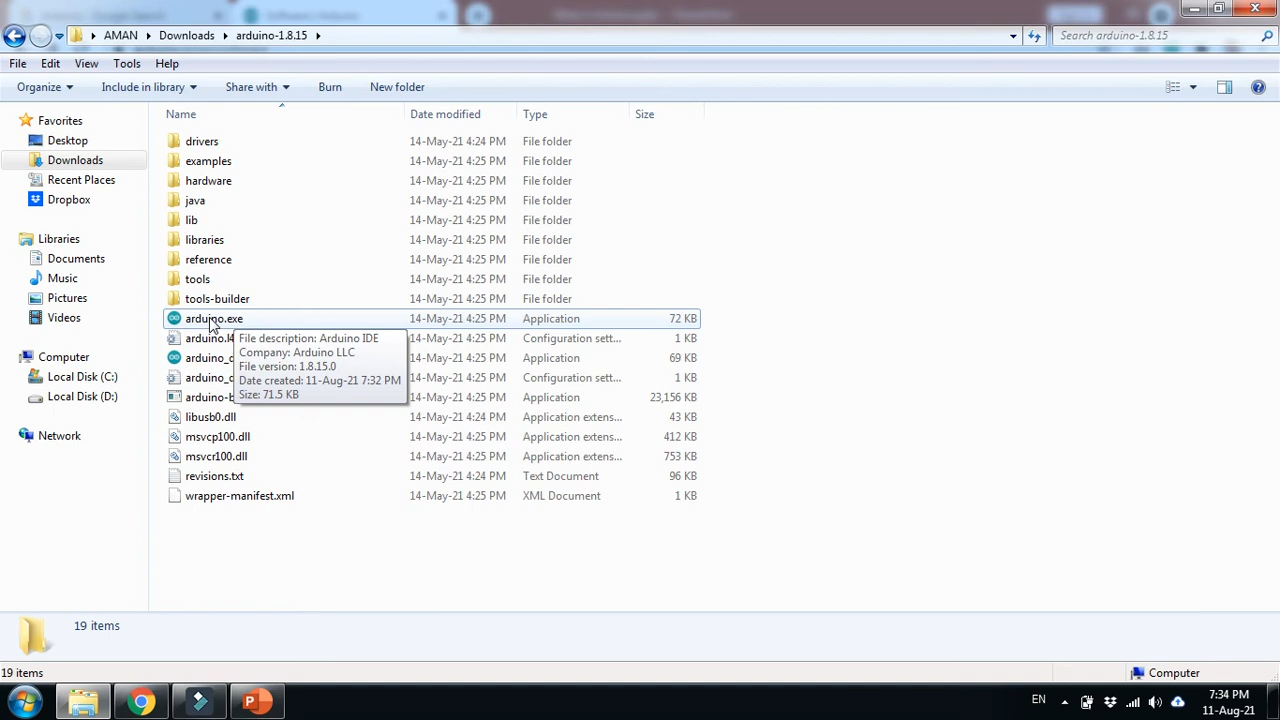 AMAN Downloads arduino-1.8.15 Search arduino-1.8.15
File Edit View Tools Help
Organize Include in library Share with Burn New folder
Name Date modified Type Size
Favorites
Desktop
Downloads
Recent Places
Dropbox
Libraries
Documents
Music
Pictures
Videos
Computer
Local Disk (C:)
Local Disk (D:)
Network
drivers 14-May-21 4:24 PM File folder
examples 14-May-21 4:25 PM File folder
hardware 14-May-21 4:25 PM File folder
java 14-May-21 4:25 PM File folder
lib 14-May-21 4:25 PM File folder
libraries 14-May-21 4:25 PM File folder
reference 14-May-21 4:25 PM File folder
tools 14-May-21 4:25 PM File folder
tools-builder 14-May-21 4:25 PM File folder
arduino.exe 14-May-21 4:25 PM Application 72 KB
14-May-21 4:25 PM Configuration sett... 1 KB
14-May-21 4:25 PM Application 69 KB
14-May-21 4:25 PM Configuration sett... 1 KB
14-May-21 4:25 PM Application 23,156 KB
libusb0.dll 14-May-21 4:24 PM Application extens... 43 KB
msvcp100.dll 14-May-21 4:24 PM Application extens... 412 KB
msvcr100.dll 14-May-21 4:24 PM Application extens... 753 KB
revisions.txt 14-May-21 4:24 PM Text Document 96 KB
wrapper-manifest.xml 14-May-21 4:25 PM XML Document 1 KB
File description: Arduino IDE
Company: Arduino LLC
File version: 1.8.15.0
Date created: 11-Aug-21 7:32 PM
Size: 71.5 KB
19 items
19 items Computer
EN 7:34 PM
11-Aug-21